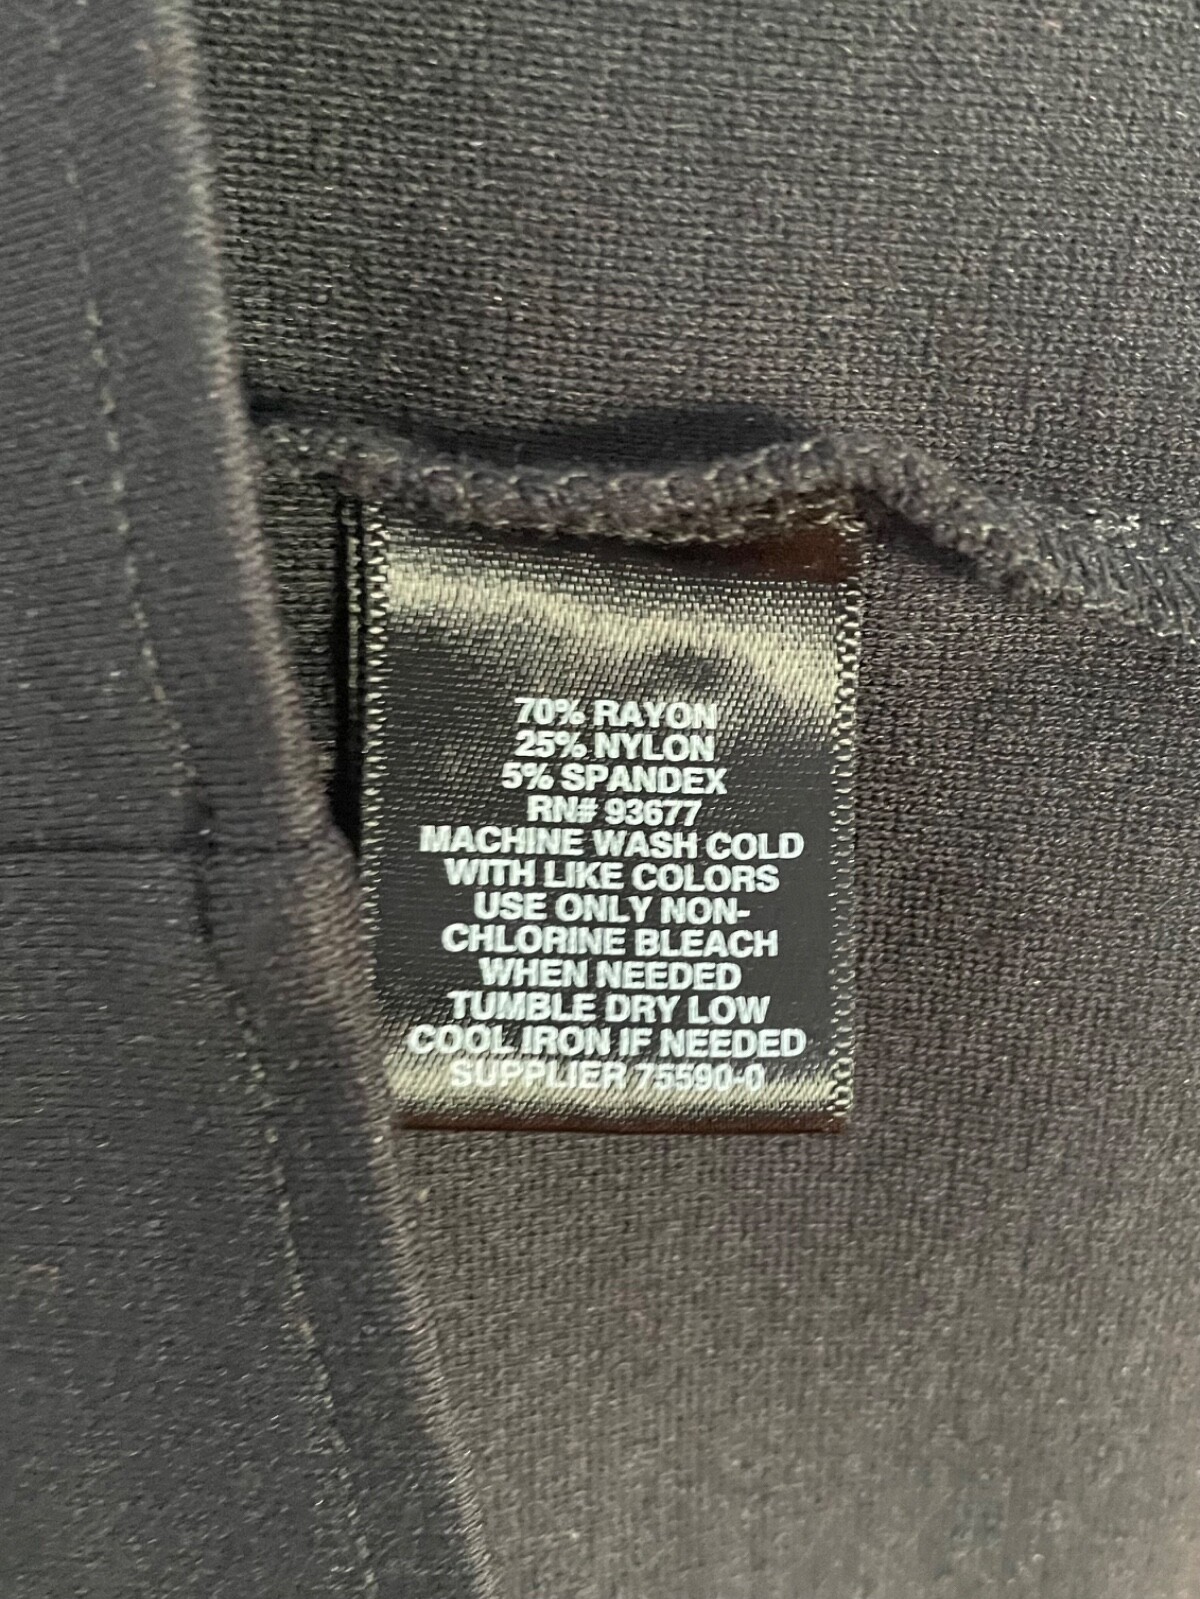 70% RAYON
25% NYLON
5% SPANDEX
RN# 93677
MACHINE WASH COLD
WITH LIKE COLORS
USE ONLY NON-
CHLORINE BLEACH
WHEN NEEDED
TUMBLE DRY LOW
COOL IRON IF NEEDED
SUPPLIER 75590-0